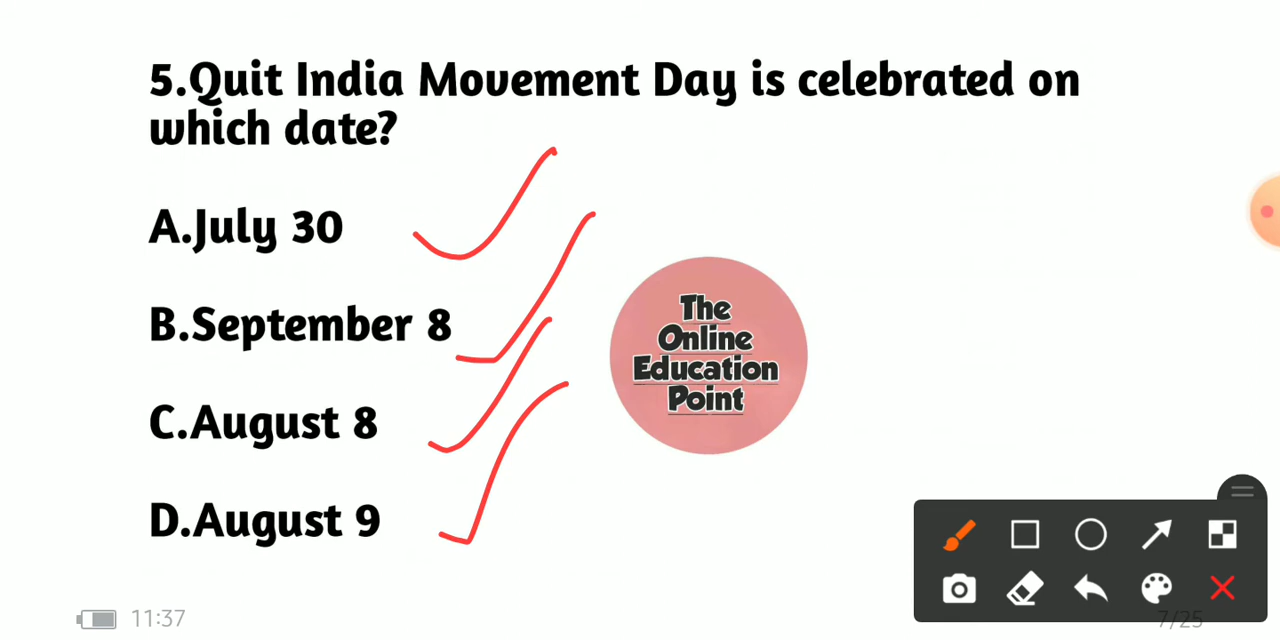 5.Quit India Movement Day is celebrated on
which date?
A.July 30
B.September 8
C.August 8
D.August 9
The
Online
Education
Point
11:37
7/25